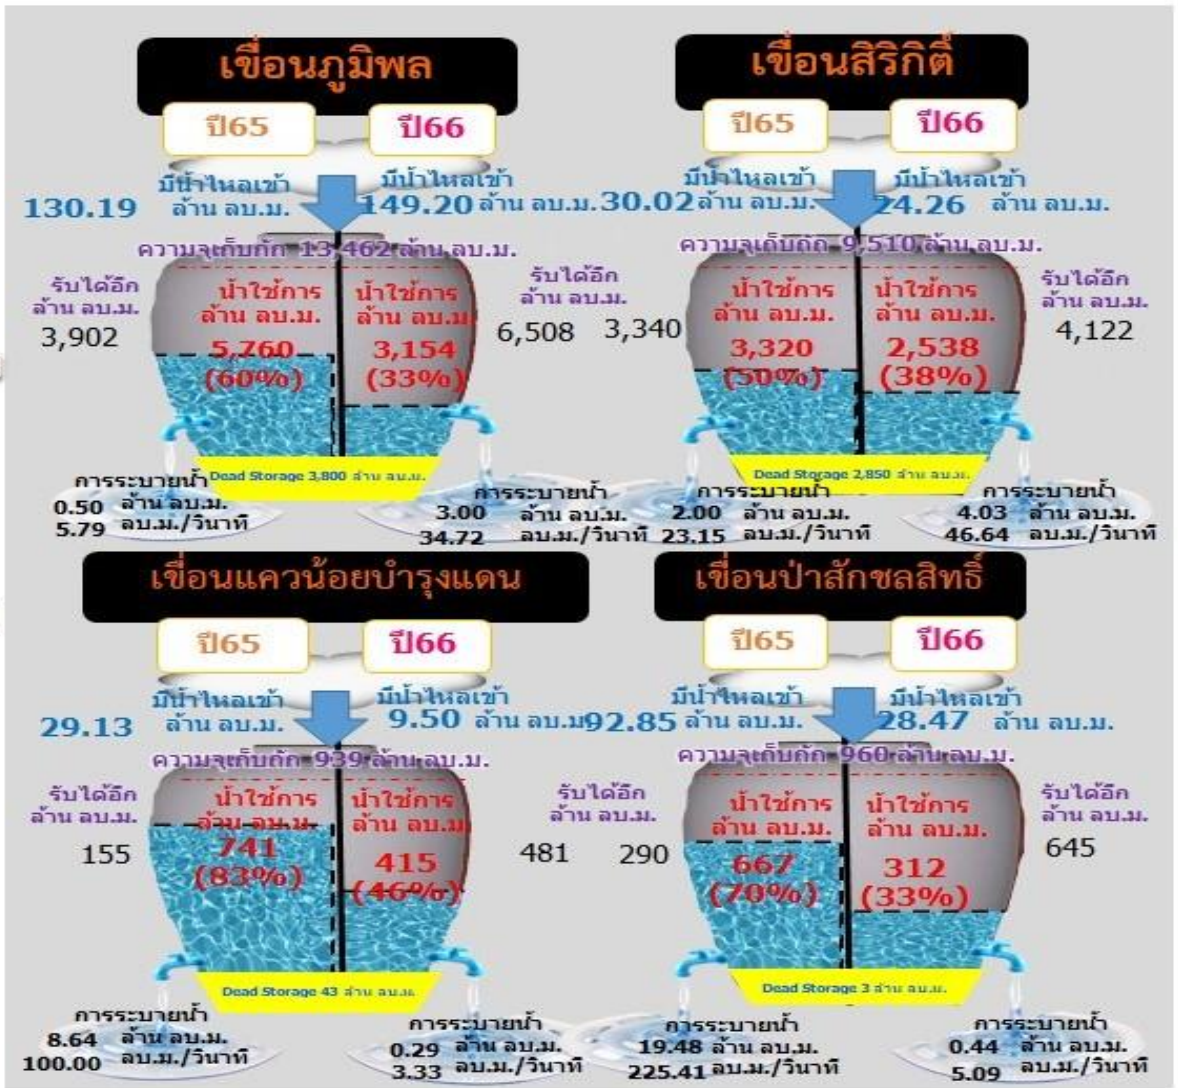 เขื่อนภูมิพล
ปี65 ปี66
มีน้ำไหลเข้า มีน้ำไหลเข้า
130.19 ล้าน ลบ.ม. 149.20 ล้าน ลบ.ม.
ความจุเก็บกัก 13,462 ล้าน ลบ.ม.
รับได้อีก น้ำใช้การ น้ำใช้การ รับได้อีก
ล้าน ลบ.ม. ล้าน ลบ.ม. ล้าน ลบ.ม. ล้าน ลบ.ม.
3,902 5,760 3,154 6,508
(60%) (33%)
Dead Storage 3,800 ล้าน ลบ.ม.
การระบายน้ำ การระบายน้ำ
0.50 ล้าน ลบ.ม. 3.00 ล้าน ลบ.ม.
5.79 ลบ.ม./วินาที 34.72 ลบ.ม./วินาที
เขื่อนสิริกิติ์
ปี65 ปี66
มีน้ำไหลเข้า มีน้ำไหลเข้า
30.02 ล้าน ลบ.ม. 24.26 ล้าน ลบ.ม.
ความจุเก็บกัก 9,510 ล้าน ลบ.ม.
น้ำใช้การ น้ำใช้การ รับได้อีก
ล้าน ลบ.ม. ล้าน ลบ.ม. ล้าน ลบ.ม.
3,340 3,320 2,538 4,122
(50%) (38%)
Dead Storage 2,850 ล้าน ลบ.ม.
การระบายน้ำ การระบายน้ำ
2.00 ล้าน ลบ.ม. 4.03 ล้าน ลบ.ม.
23.15 ลบ.ม./วินาที 46.64 ลบ.ม./วินาที
เขื่อนแควน้อยบำรุงแดน
ปี65 ปี66
มีน้ำไหลเข้า มีน้ำไหลเข้า
29.13 ล้าน ลบ.ม. 9.50 ล้าน ลบ.ม
ความจุเก็บกัก 939 ล้าน ลบ.ม.
รับได้อีก น้ำใช้การ น้ำใช้การ รับได้อีก
ล้าน ลบ.ม. ล้าน ลบ.ม. ล้าน ลบ.ม. ล้าน ลบ.ม.
155 741 415 481
(83%) (46%)
Dead Storage 43 ล้าน ลบ.ม.
การระบายน้ำ การระบายน้ำ
8.64 ล้าน ลบ.ม. 0.29 ล้าน ลบ.ม.
100.00 ลบ.ม./วินาที 3.33 ลบ.ม./วินาที
เขื่อนป่าสักชลสิทธิ์
ปี65 ปี66
มีน้ำไหลเข้า มีน้ำไหลเข้า
92.85 ล้าน ลบ.ม. 28.47 ล้าน ลบ.ม.
ความจุเก็บกัก 960 ล้าน ลบ.ม.
น้ำใช้การ น้ำใช้การ รับได้อีก
ล้าน ลบ.ม. ล้าน ลบ.ม. ล้าน ลบ.ม.
290 667 312 645
(70%) (33%)
Dead Storage 3 ล้าน ลบ.ม.
การระบายน้ำ การระบายน้ำ
19.48 ล้าน ลบ.ม. 0.44 ล้าน ลบ.ม.
225.41 ลบ.ม./วินาที 5.09 ลบ.ม./วินาที